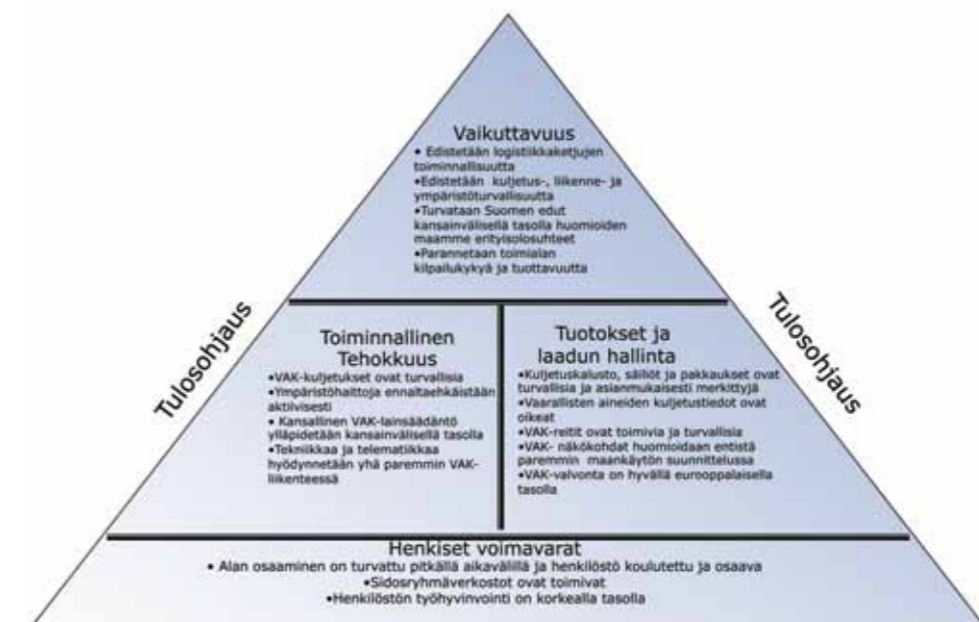 Vaikuttavuus
• Edistetään logistiikkaketjujen
toiminnallisuutta
•Edistetään kuljetus-, liikenne- ja
ympäristöturvallisuutta
•Turvataan Suomen edut
kansainvälisellä tasolla huomioiden
maamme erityisolosuhteet
•Parannetaan toimialan
kilpailukykyä ja tuottavuutta
Tulosohjaus
Tulosohjaus
Toiminnallinen
Tehokkuus
•VAK-kuljetukset ovat turvallisia
•Ympäristöhaittoja ennaltaehkäistään
aktiivisesti
• Kansallinen VAK-lainsäädäntö
ylläpidetään kansainvälisellä tasolla
•Tekniikkaa ja telematiikkaa
hyödynnetään yhä paremmin VAK-
liikenteessä
Tuotokset ja
laadun hallinta
•Kuljetuskalusto, säiliöt ja pakkaukset ovat
turvallisia ja asianmukaisesti merkittyjä
•Vaarallisten aineiden kuljetustiedot ovat
oikeat
•VAK-reitit ovat toimivia ja turvallisia
•VAK- näkökohdat huomioidaan entistä
paremmin maankäytön suunnittelussa
•VAK-valvonta on hyvällä eurooppalaisella
tasolla
Henkiset voimavarat
• Alan osaaminen on turvattu pitkällä aikavälillä ja henkilöstö koulutettu ja osaava
•Sidosryhmäverkostot ovat toimivat
•Henkilöstön työhyvinvointi on korkealla tasolla